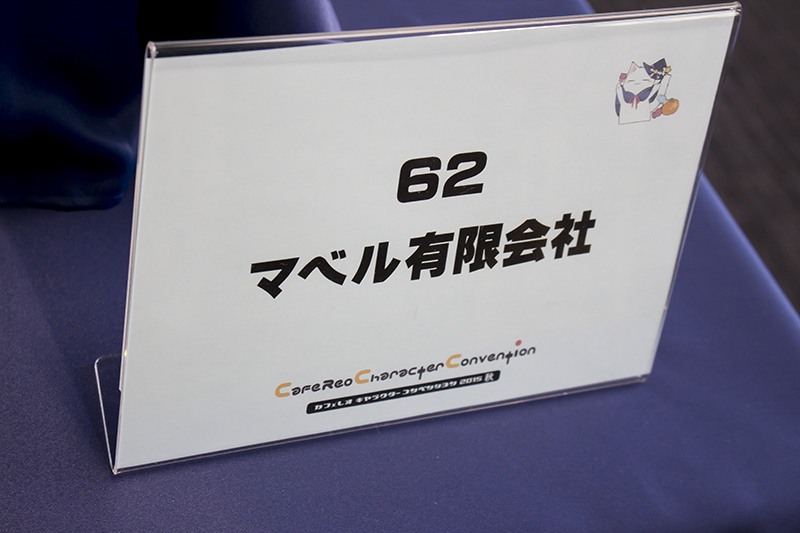 62
マベル有限会社
CafeReo Character Convention
カフェレオ キャラクターコンベンション 2015 秋